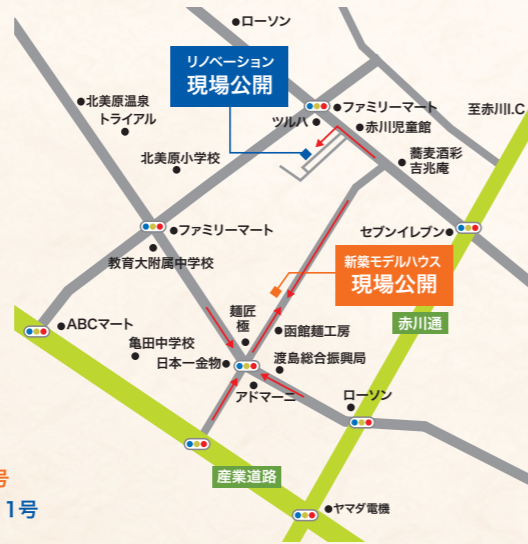 ローソン
リノベーション
現場公開
北美原温泉
トライアル
ファミリーマート
ツルハ
赤川児童館
至赤川I.C
北美原小学校
蕎麦酒彩
吉兆庵
ファミリーマート
セブンイレブン
教育大附属中学校
新築モデルハウス
現場公開
麺匠
極
ABCマート
函館麺工房
赤川通
亀田中学校
日本一金物
渡島総合振興局
アドマーニ
ローソン
産業道路
号
1号
ヤマダ電機